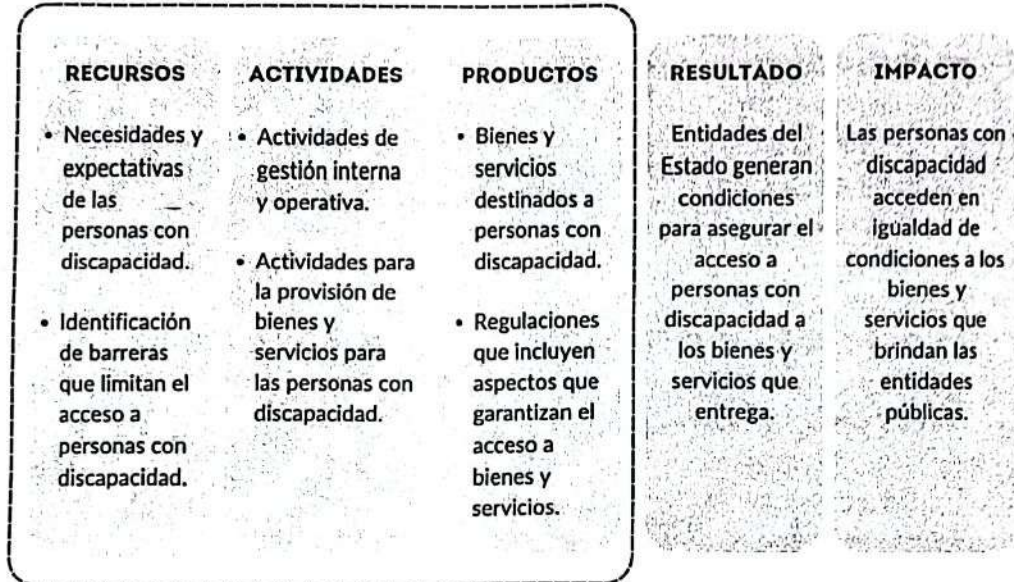 RECURSOS
• Necesidades y
expectativas
de las
personas con
discapacidad.
• Identificación
de barreras
que limitan el
acceso a
personas con
discapacidad.
ACTIVIDADES
• Actividades de
gestión interna
y operativa.
• Actividades para
la provisión de
bienes y
servicios para
las personas con
discapacidad.
PRODUCTOS
• Bienes y
servicios
destinados a
personas con
discapacidad.
• Regulaciones
que incluyen
aspectos que
garantizan el
acceso a
bienes y
servicios.
RESULTADO
Entidades del
Estado generan
condiciones
para asegurar el
acceso a
personas con
discapacidad a
los bienes y
servicios que
entrega.
IMPACTO
Las personas con
discapacidad
acceden en
igualdad de
condiciones a los
bienes y
servicios que
brindan las
entidades
públicas.